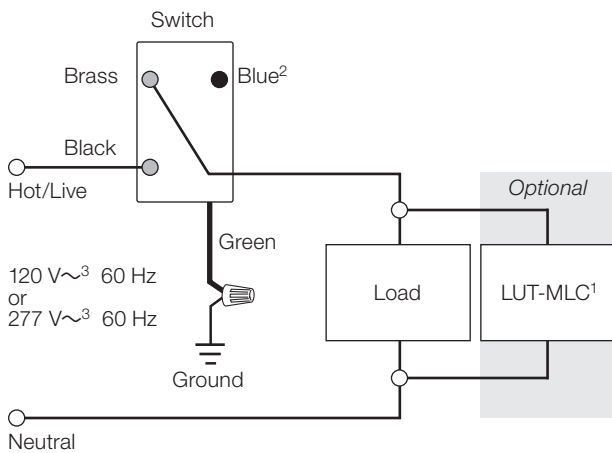 Switch
Brass
Blue²
Black
Hot/Live
Optional
Green
120 V~³ 60 Hz
or
277 V~³ 60 Hz
Load
LUT-MLC¹
Ground
Neutral